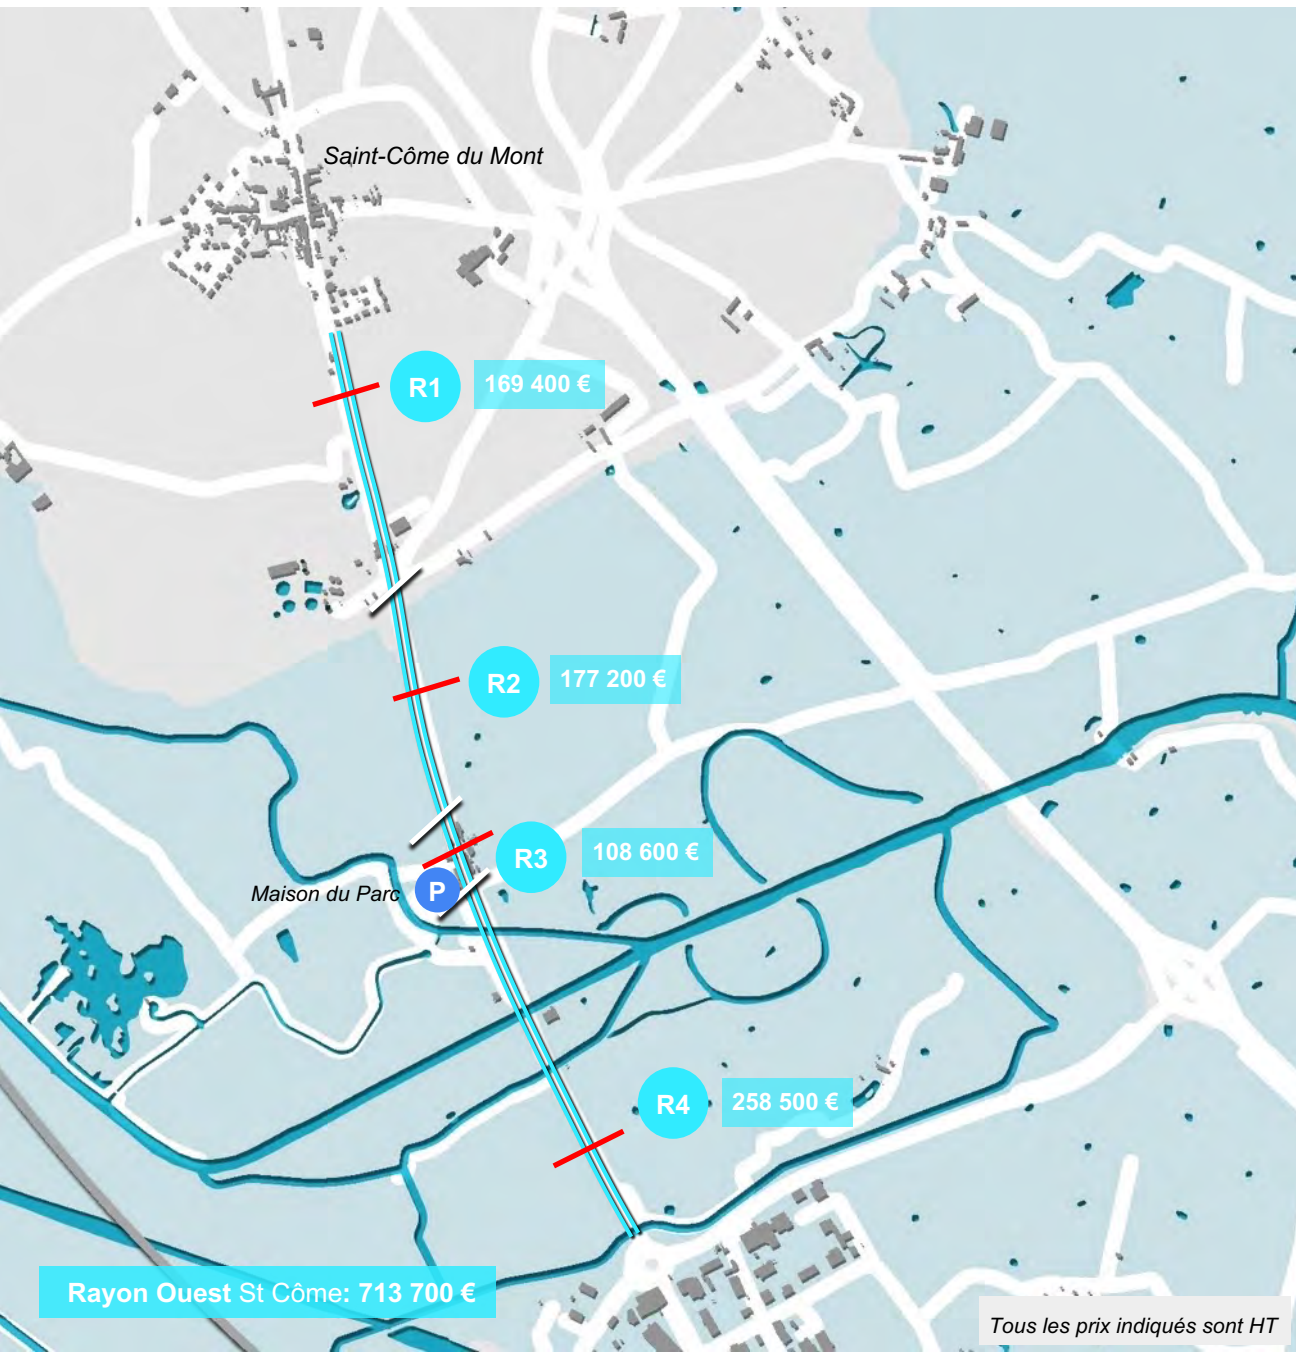 Saint-Côme du Mont
R1
169 400 €
R2
177 200 €
R3
108 600 €
Maison du Parc
P
R4
258 500 €
Rayon Ouest St Côme: 713 700 €
Tous les prix indiqués sont HT